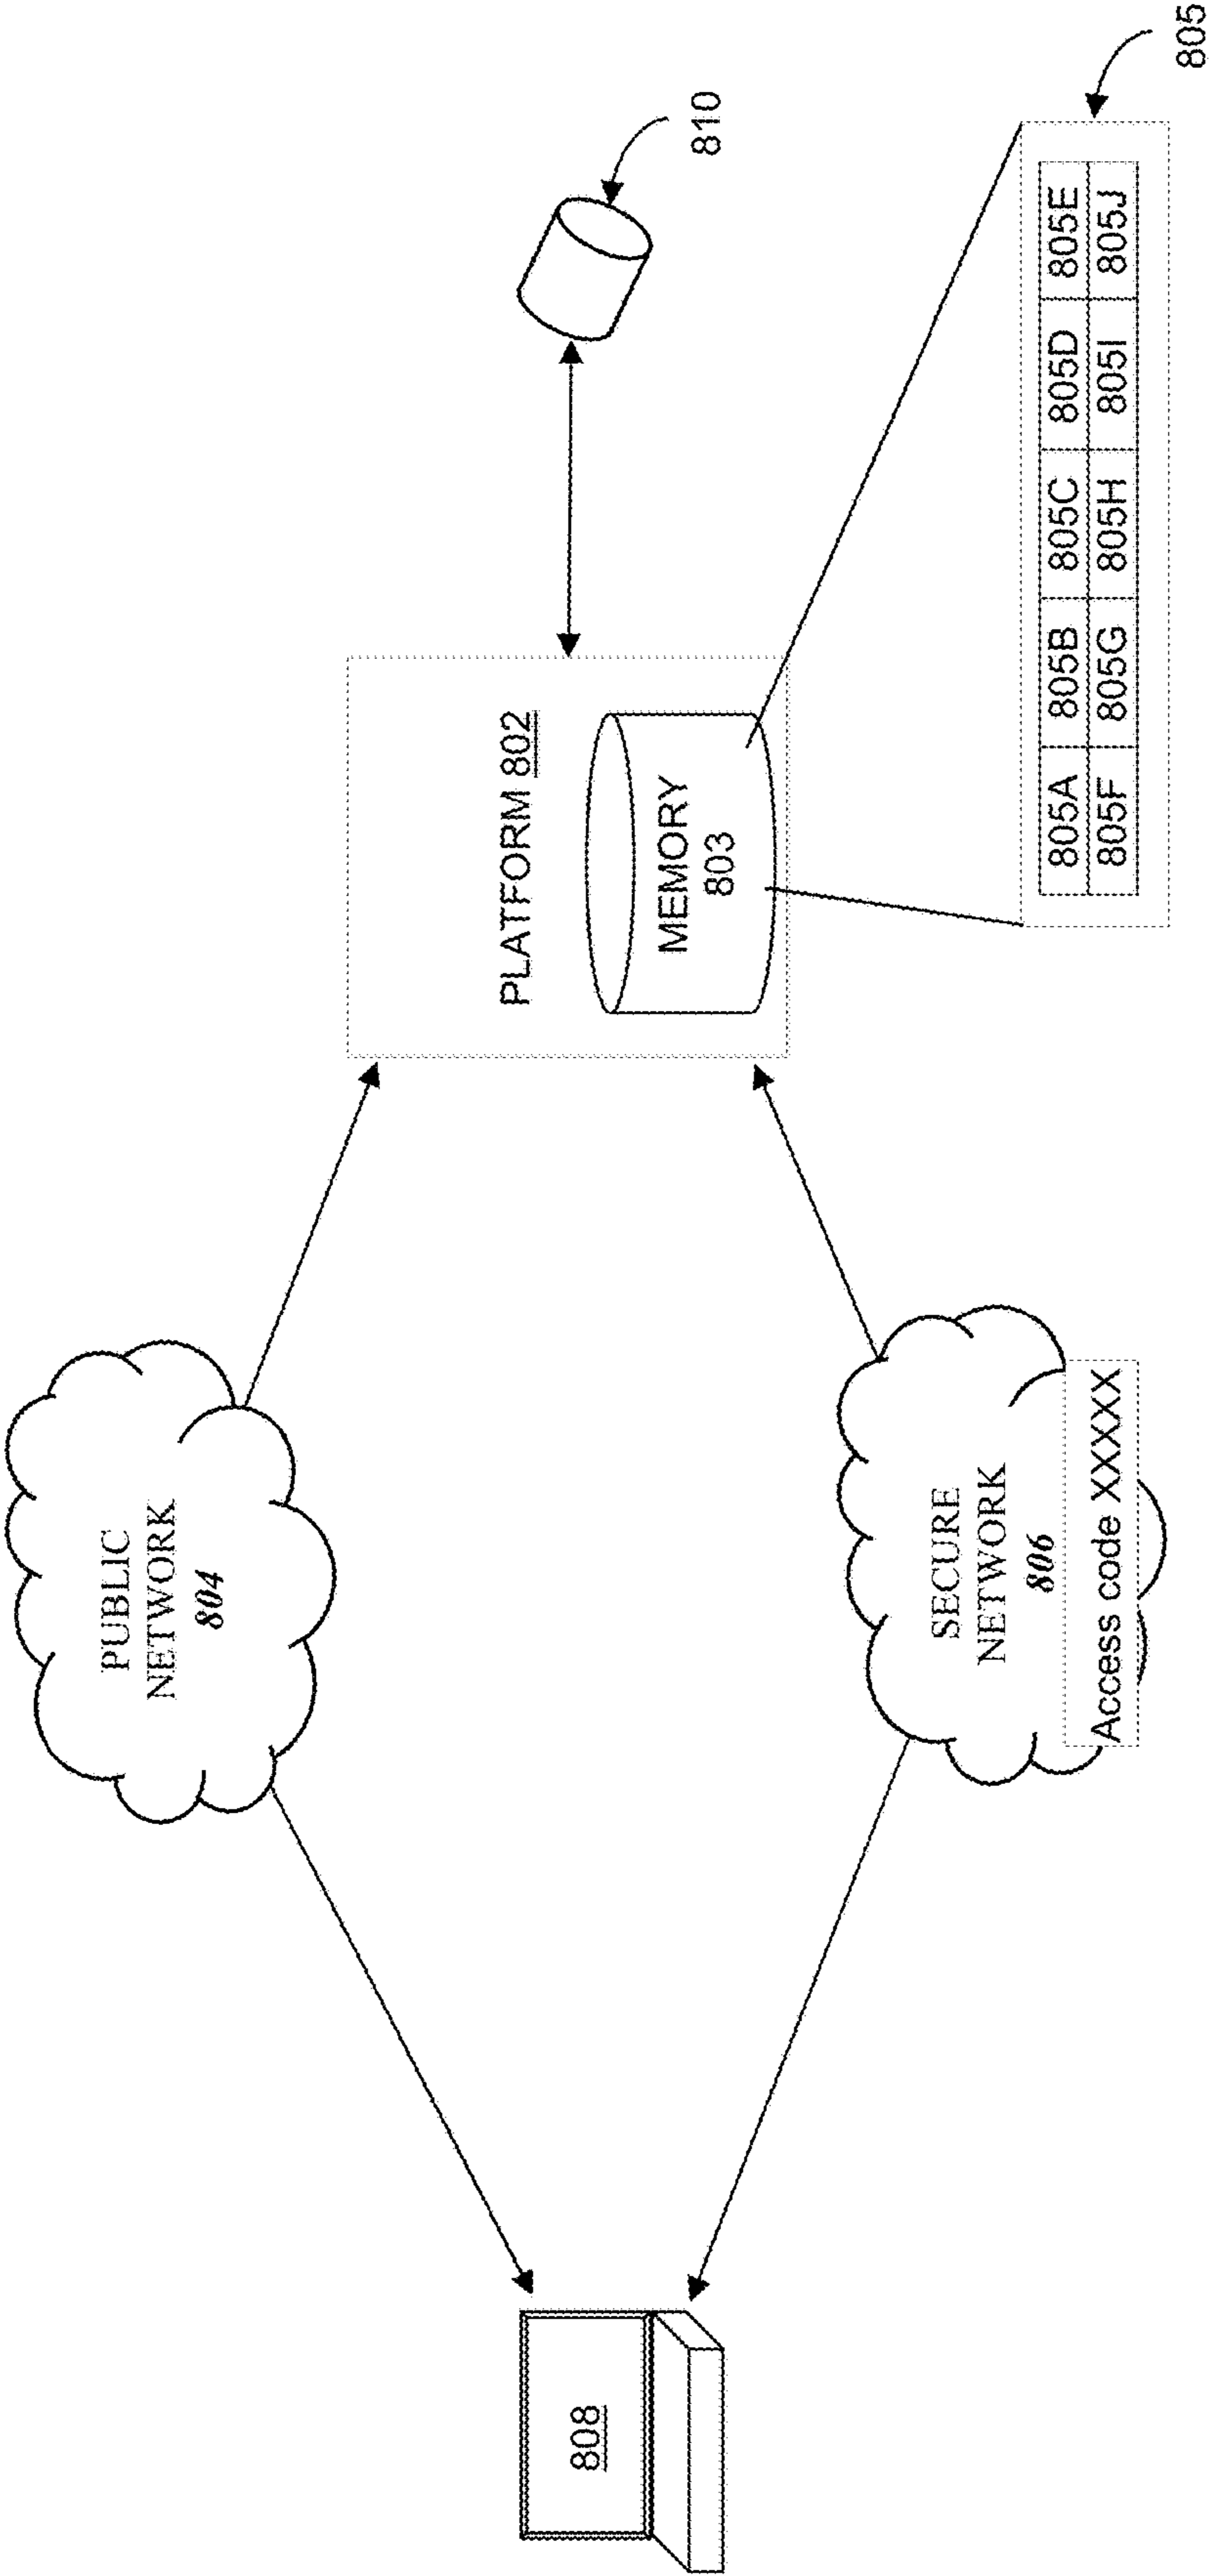 PUBLIC
NETWORK
804
PLATFORM 802
810
808
MEMORY
803
SECURE
NETWORK
806
Access code XXXXX
805A 805B 805C 805D 805E
805F 805G 805H 805I 805J
805